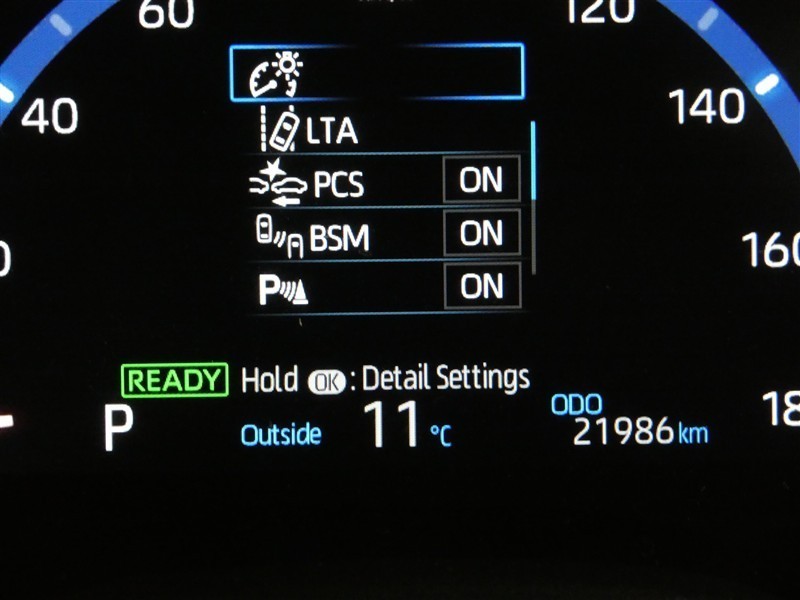 60
120
40
140
LTA
PCS ON
BSM ON
160
P ON
READY Hold OK : Detail Settings
P
Outside 11 °C
ODO
21986 km